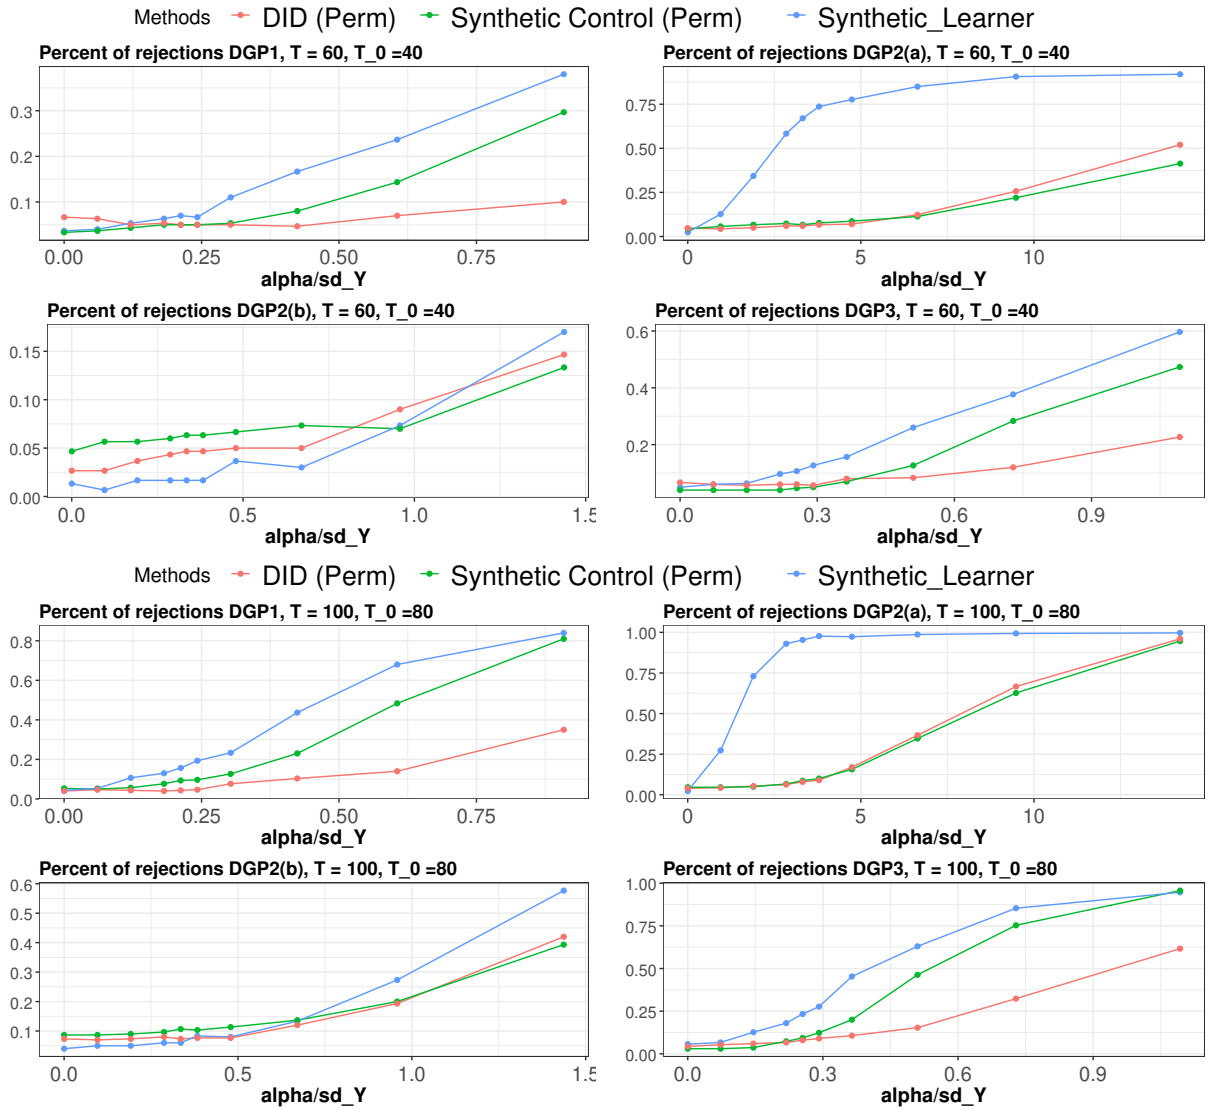 Methods DID (Perm) Synthetic Control (Perm) Synthetic_Learner
Percent of rejections DGP1, T = 60, T_0 =40
0.3
0.2
0.1
0.00 0.25 0.50 0.75
alpha/sd_Y
Percent of rejections DGP2(a), T = 60, T_0 =40
0.75
0.50
0.25
0.00
0 5 10
alpha/sd_Y
Percent of rejections DGP2(b), T = 60, T_0 =40
0.15
0.10
0.05
0.00
0.0 0.5 1.0 1.5
alpha/sd_Y
Percent of rejections DGP3, T = 60, T_0 =40
0.6
0.4
0.2
0.0 0.3 0.6 0.9
alpha/sd_Y
Methods DID (Perm) Synthetic Control (Perm) Synthetic_Learner
Percent of rejections DGP1, T = 100, T_0 =80
0.8
0.6
0.4
0.2
0.0
0.00 0.25 0.50 0.75
alpha/sd_Y
Percent of rejections DGP2(a), T = 100, T_0 =80
1.00
0.75
0.50
0.25
0.00
0 5 10
alpha/sd_Y
Percent of rejections DGP2(b), T = 100, T_0 =80
0.6
0.5
0.4
0.3
0.2
0.1
0.0 0.5 1.0 1.5
alpha/sd_Y
Percent of rejections DGP3, T = 100, T_0 =80
1.00
0.75
0.50
0.25
0.00
0.0 0.3 0.6 0.9
alpha/sd_Y